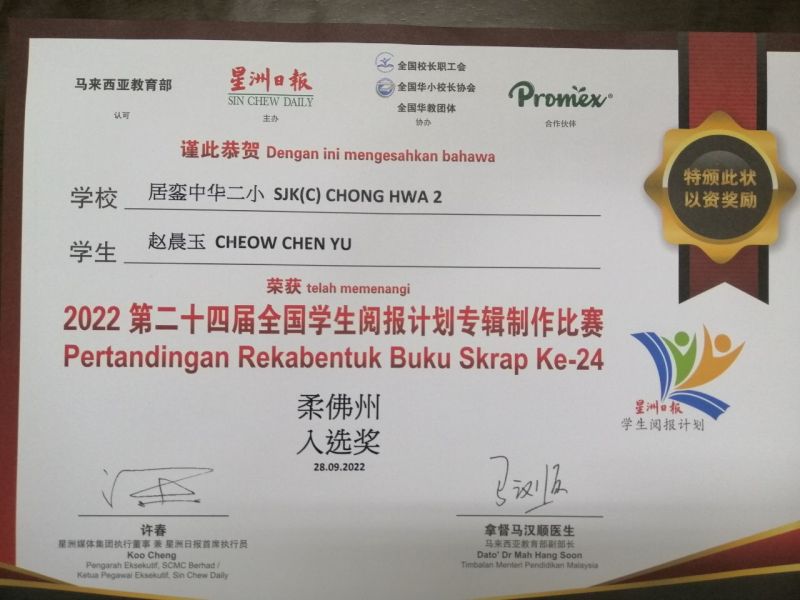 马来西亚教育部
认可
星洲日报
SIN CHEW DAILY
主办
全国校长职工会
全国华小校长协会
全国华教团体
协办
Promex®
合作伙伴
谨此恭贺 Dengan ini mengesahkan bahawa
特颁此状
以资奖励
学校 居銮中华二小 SJK(C) CHONG HWA 2
学生 赵晨玉 CHEOW CHEN YU
荣获 telah memenangi
2022 第二十四届全国学生阅报计划专辑制作比赛
Pertandingan Rekabentuk Buku Skrap Ke-24
柔佛州
入选奖
28.09.2022
星洲日报
学生阅报计划
许春
星洲媒体集团执行董事 兼 星洲日报首席执行员
Koo Cheng
Pengarah Eksekutif, SCMC Berhad /
Ketua Pegawai Eksekutif, Sin Chew Daily
拿督马汉顺医生
马来西亚教育部副部长
Dato' Dr Mah Hang Soon
Timbalan Menteri Pendidikan Malaysia